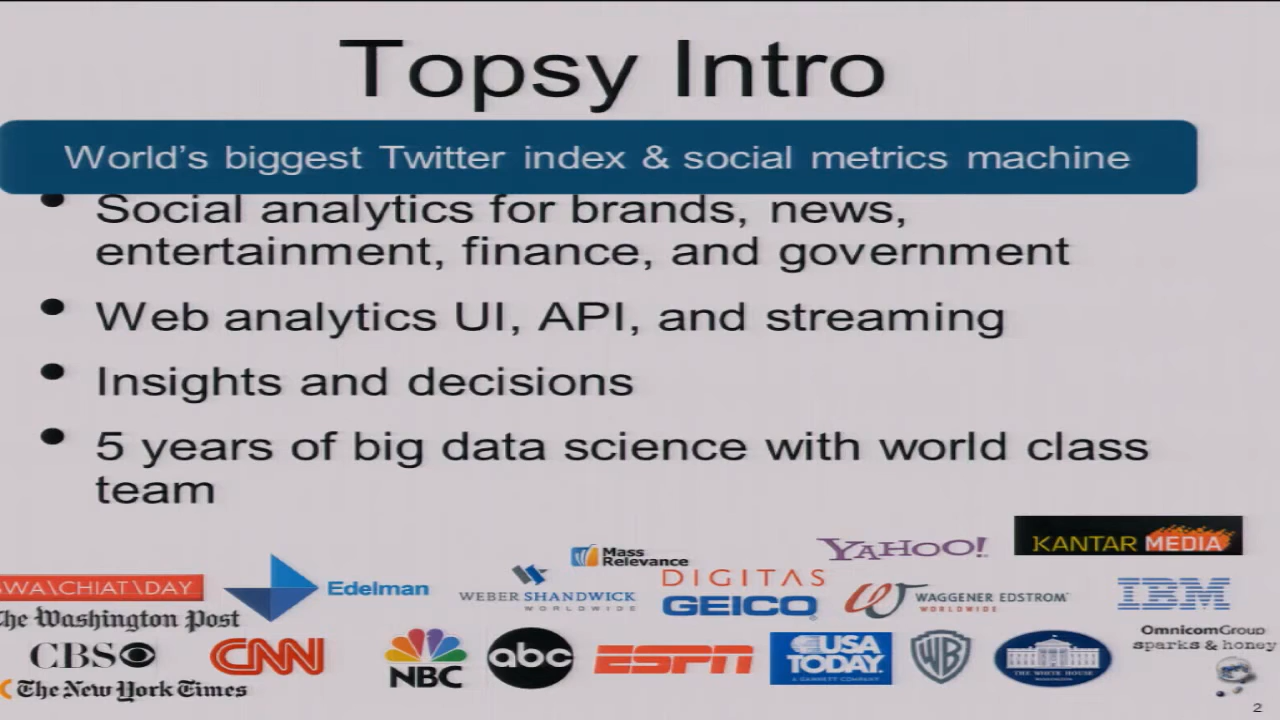 Topsy Intro
World's biggest Twitter index & social metrics machine
• Social analytics for brands, news,
entertainment, finance, and government
• Web analytics UI, API, and streaming
• Insights and decisions
• 5 years of big data science with world class
team
Mass
Relevance
YAHOO!
KANTAR MEDIA
WA\CHIAT\DAY
Edelman
EBER SHANDWICK
WORLDWIDE
DIGITAS
GEICO
WAGGENER EDSTROM
WORLDWIDE
IBM
The Washington Post
CBS
CNN
NBC
abc
ESPN
USA
TODAY
A GANNETT COMPANY
WB
THE WHITE HOUSE
WASHINGTON
OmnicomGroup
sparks & honey
The New York Times
2